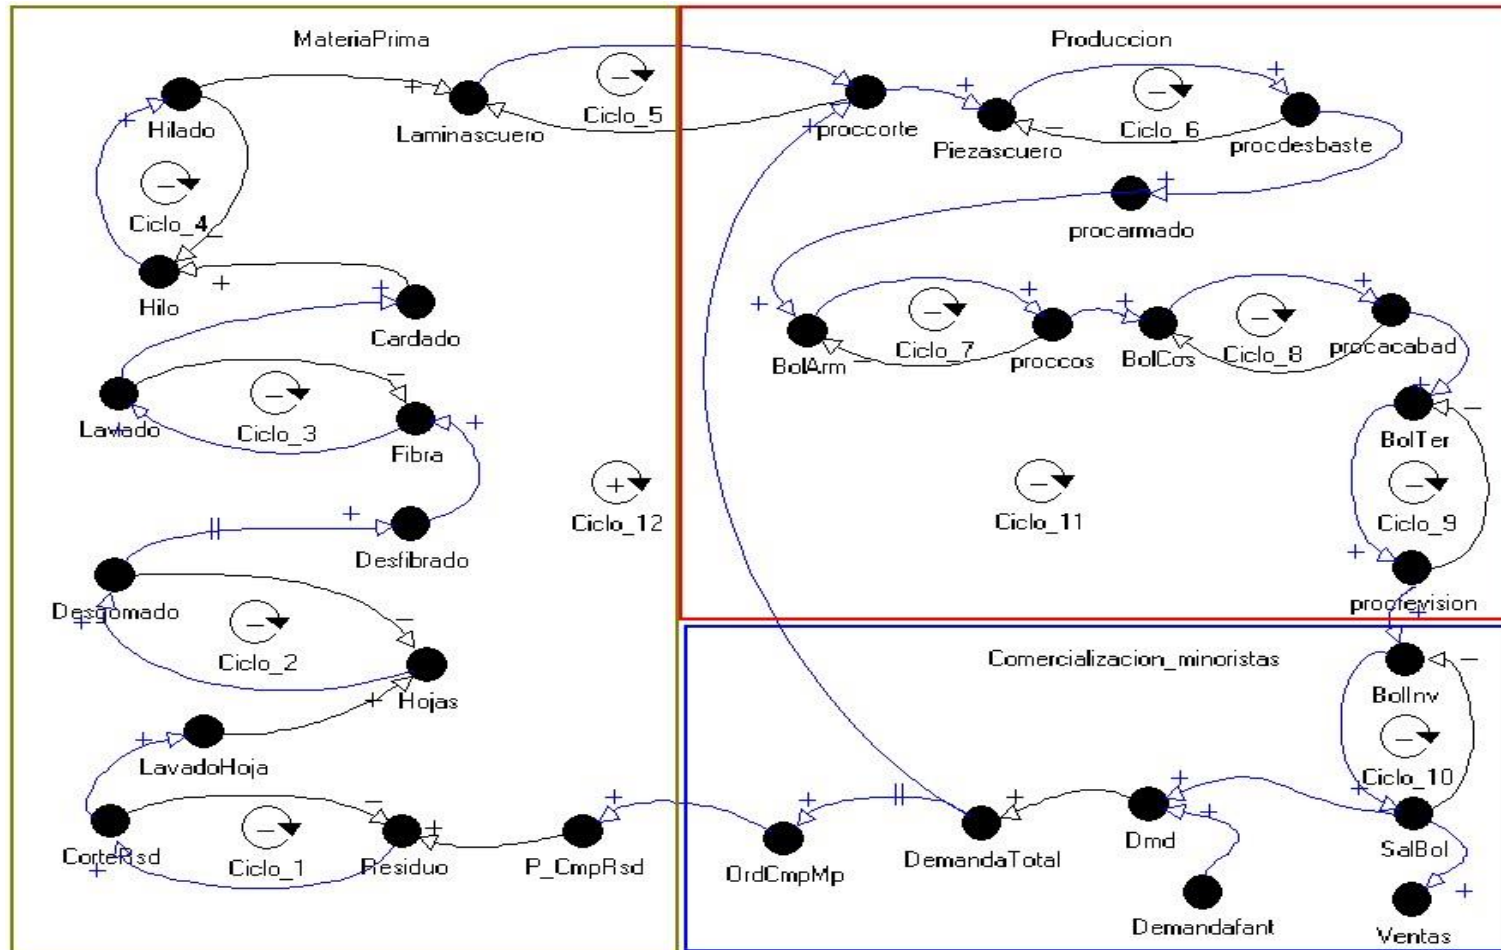 MateriaPrima
Produccion
Hilado
Laminascuero
Ciclo_5
proccorte
Piezascuero
Ciclo_6
procdesbaste
Ciclo_4
procarmado
Hilo
Cardado
BolArm
Ciclo_7
proccos
BolCos
Ciclo_8
procacabad
Lavado
Ciclo_3
Fibra
BolTer
Ciclo_12
Ciclo_11
Ciclo_9
Desfibrado
Desgomado
procrevision
Ciclo_2
Hojas
Comercializacion_minoristas
BolInv
LavadoHoja
Ciclo_10
CorteRsd
Ciclo_1
Residuo
P_CmpRsd
OrdCmpMp
DemandaTotal
Dmd
SalBol
Demandafant
Ventas